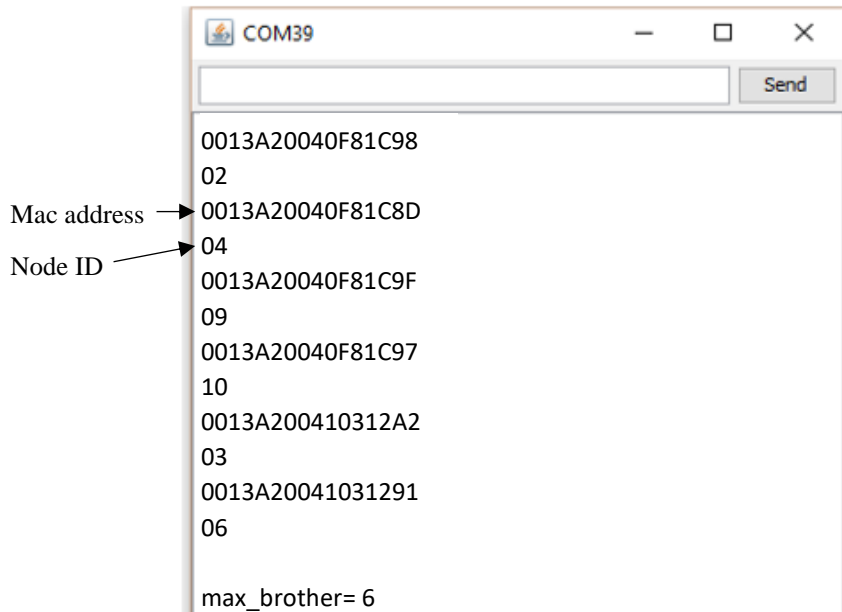 COM39
Send
0013A20040F81C98
02
Mac address
0013A20040F81C8D
Node ID
04
0013A20040F81C9F
09
0013A20040F81C97
10
0013A200410312A2
03
0013A20041031291
06
max_brother= 6